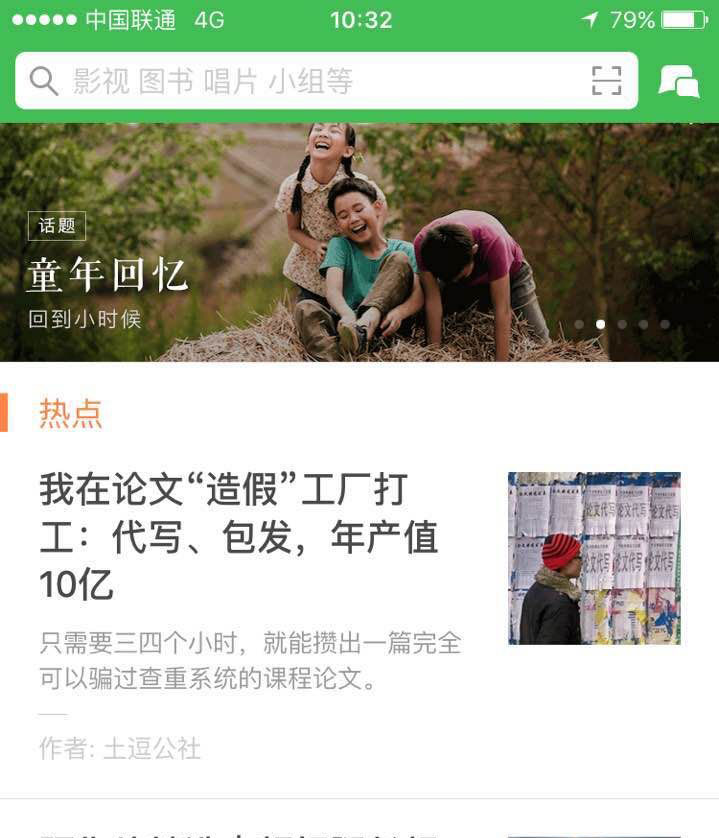 中国联通 4G 10:32 79%
影视 图书 唱片 小组等
话题
童年回忆
回到小时候
热点
我在论文“造假”工厂打
工：代写、包发，年产值
10亿
只需要三四个小时，就能攒出一篇完全
可以骗过查重系统的课程论文。
作者: 土逗公社
论文代写
论文代写
论文代写
论文代写
论文代写